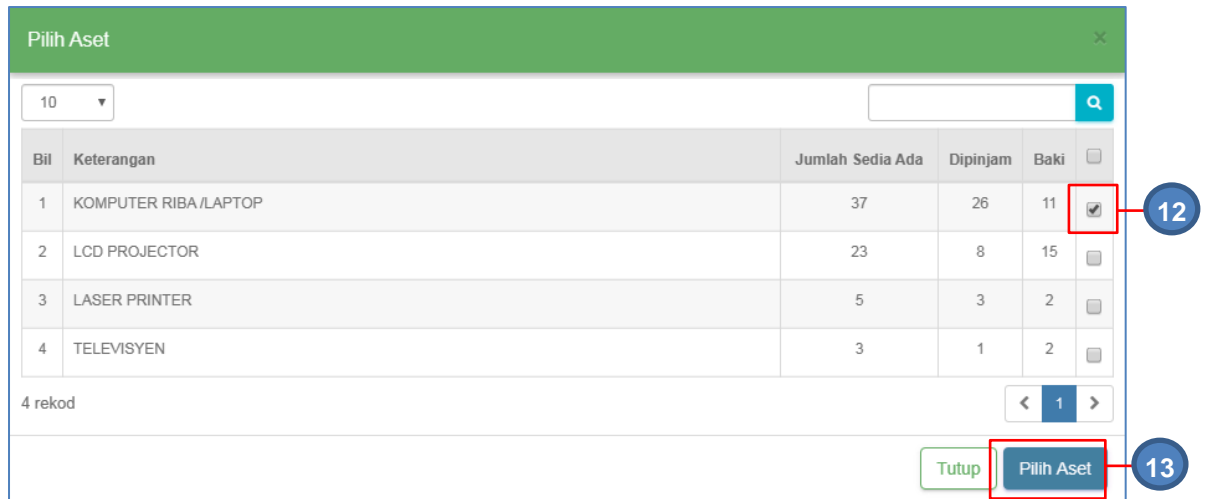 Pilih Aset ×
10
Bil Keterangan Jumlah Sedia Ada Dipinjam Baki
1 KOMPUTER RIBA /LAPTOP 37 26 11
12
2 LCD PROJECTOR 23 8 15
3 LASER PRINTER 5 3 2
4 TELEVISYEN 3 1 2
4 rekod < 1 >
Tutup Pilih Aset
13